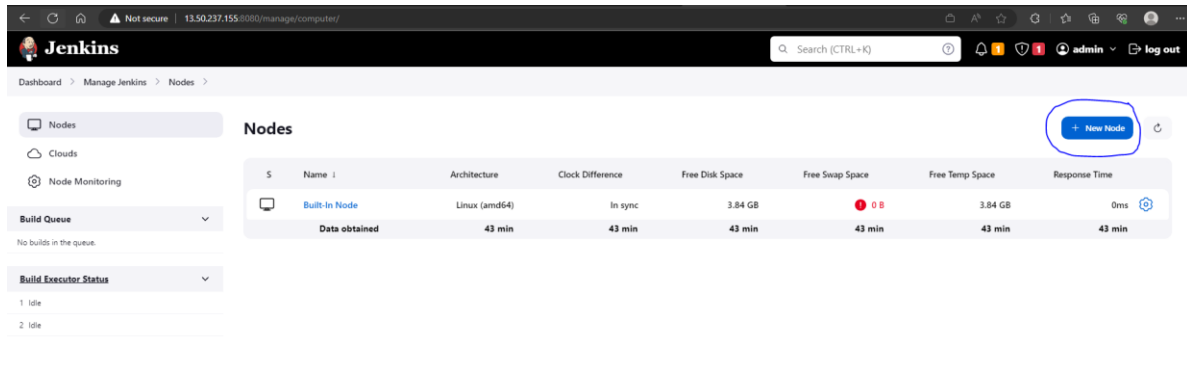 Not secure 13.50.237.155:8080/manage/computer/
Jenkins
Search (CTRL+K)
1
1
admin
log out
Dashboard > Manage Jenkins > Nodes >
Nodes
Clouds
Node Monitoring
Build Queue
No builds in the queue.
Build Executor Status
1 Idle
2 Idle
Nodes
+ New Node
S Name ↓ Architecture Clock Difference Free Disk Space Free Swap Space Free Temp Space Response Time
Built-In Node Linux (amd64) In sync 3.84 GB 0 B 3.84 GB 0ms
Data obtained 43 min 43 min 43 min 43 min 43 min 43 min